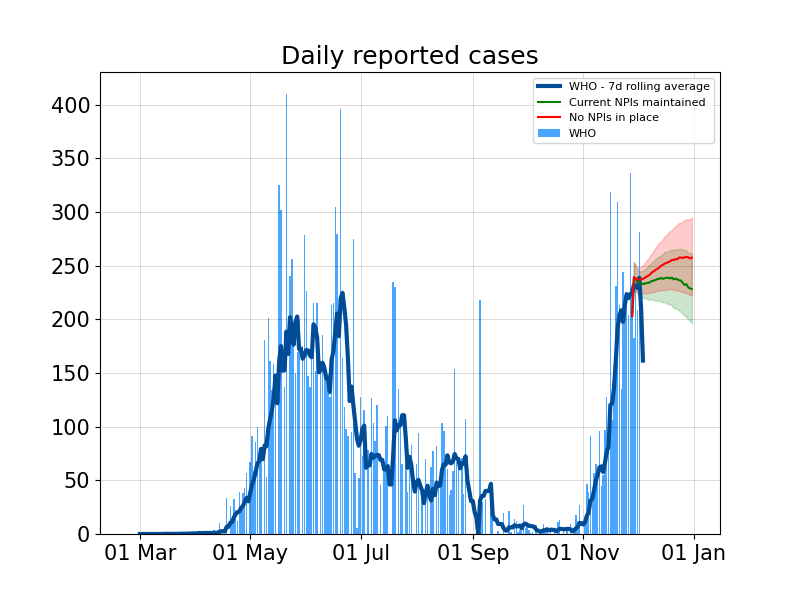 Daily reported cases
WHO - 7d rolling average
Current NPIs maintained
No NPIs in place
WHO
400
350
300
250
200
150
100
50
0
01 Mar
01 May
01 Jul
01 Sep
01 Nov
01 Jan